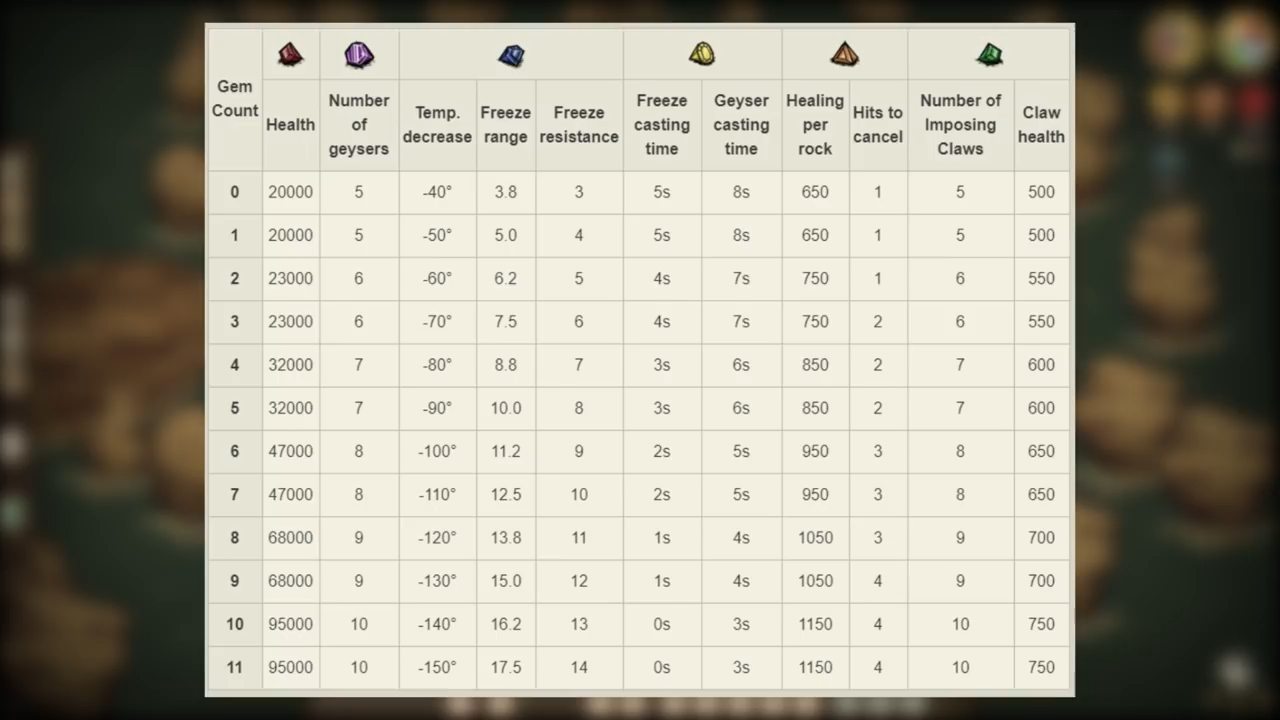 Gem Count | Health | Number of geysers | Temp. decrease | Freeze range | Freeze resistance | Freeze casting time | Geyser casting time | Healing per rock | Hits to cancel | Number of Imposing Claws | Claw health
0 | 20000 | 5 | -40° | 3.8 | 3 | 5s | 8s | 650 | 1 | 5 | 500
1 | 20000 | 5 | -50° | 5.0 | 4 | 5s | 8s | 650 | 1 | 5 | 500
2 | 23000 | 6 | -60° | 6.2 | 5 | 4s | 7s | 750 | 1 | 6 | 550
3 | 23000 | 6 | -70° | 7.5 | 6 | 4s | 7s | 750 | 2 | 6 | 550
4 | 32000 | 7 | -80° | 8.8 | 7 | 3s | 6s | 850 | 2 | 7 | 600
5 | 32000 | 7 | -90° | 10.0 | 8 | 3s | 6s | 850 | 2 | 7 | 600
6 | 47000 | 8 | -100° | 11.2 | 9 | 2s | 5s | 950 | 3 | 8 | 650
7 | 47000 | 8 | -110° | 12.5 | 10 | 2s | 5s | 950 | 3 | 8 | 650
8 | 68000 | 9 | -120° | 13.8 | 11 | 1s | 4s | 1050 | 3 | 9 | 700
9 | 68000 | 9 | -130° | 15.0 | 12 | 1s | 4s | 1050 | 4 | 9 | 700
10 | 95000 | 10 | -140° | 16.2 | 13 | 0s | 3s | 1150 | 4 | 10 | 750
11 | 95000 | 10 | -150° | 17.5 | 14 | 0s | 3s | 1150 | 4 | 10 | 750